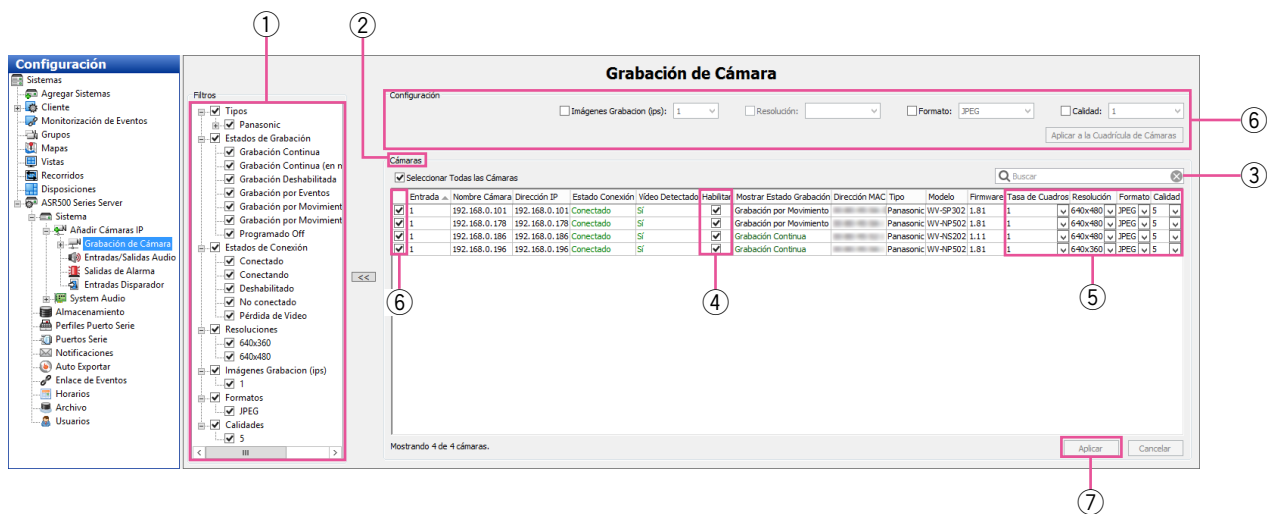 ① ②
Configuración
Sistemas
Agregar Sistemas
Cliente
Monitorización de Eventos
Grupos
Mapas
Vistas
Recorridos
Disposiciones
ASR500 Series Server
Sistema
Añadir Cámaras IP
Grabación de Cámara
Entradas/Salidas Audio
Salidas de Alarma
Entradas Disparador
System Audio
Almacenamiento
Perfiles Puerto Serie
Puertos Serie
Notificaciones
Auto Exportar
Enlace de Eventos
Horarios
Archivo
Usuarios
Filtros
Tipos
Panasonic
Estados de Grabación
Grabación Continua
Grabación Continua (en n
Grabación Deshabilitada
Grabación por Eventos
Grabación por Movimient
Grabación por Movimient
Programado Off
Estados de Conexión
Conectado
Conectando
Deshabilitado
No conectado
Pérdida de Video
Resoluciones
640x360
640x480
Imágenes Grabacion (ips)
1
Formatos
JPEG
Calidades
5
<<
Grabación de Cámara
Configuración
Imágenes Grabacion (ips): 1 Resolución: Formato: JPEG Calidad: 1
Aplicar a la Cuadrícula de Cámaras
⑥
Cámaras
Seleccionar Todas las Cámaras Buscar
③
Entrada Nombre Cámara Dirección IP Estado Conexión Vídeo Detectado Habilitar Mostrar Estado Grabación Dirección MAC Tipo Modelo Firmware Tasa de Cuadros Resolución Formato Calidad
1 192.168.0.101 192.168.0.101 Conectado Sí Grabación por Movimiento Panasonic WV-SP302 1.81 1 640x480 JPEG 5
1 192.168.0.178 192.168.0.178 Conectado Sí Grabación por Movimiento Panasonic WV-NP502 1.81 1 640x480 JPEG 5
1 192.168.0.186 192.168.0.186 Conectado Sí Grabación Continua Panasonic WV-NS202 1.11 1 640x480 JPEG 5
1 192.168.0.196 192.168.0.196 Conectado Sí Grabación Continua Panasonic WV-NP502 1.81 1 640x360 JPEG 5
⑥ ④ ⑤
Mostrando 4 de 4 cámaras.
Aplicar Cancelar
⑦